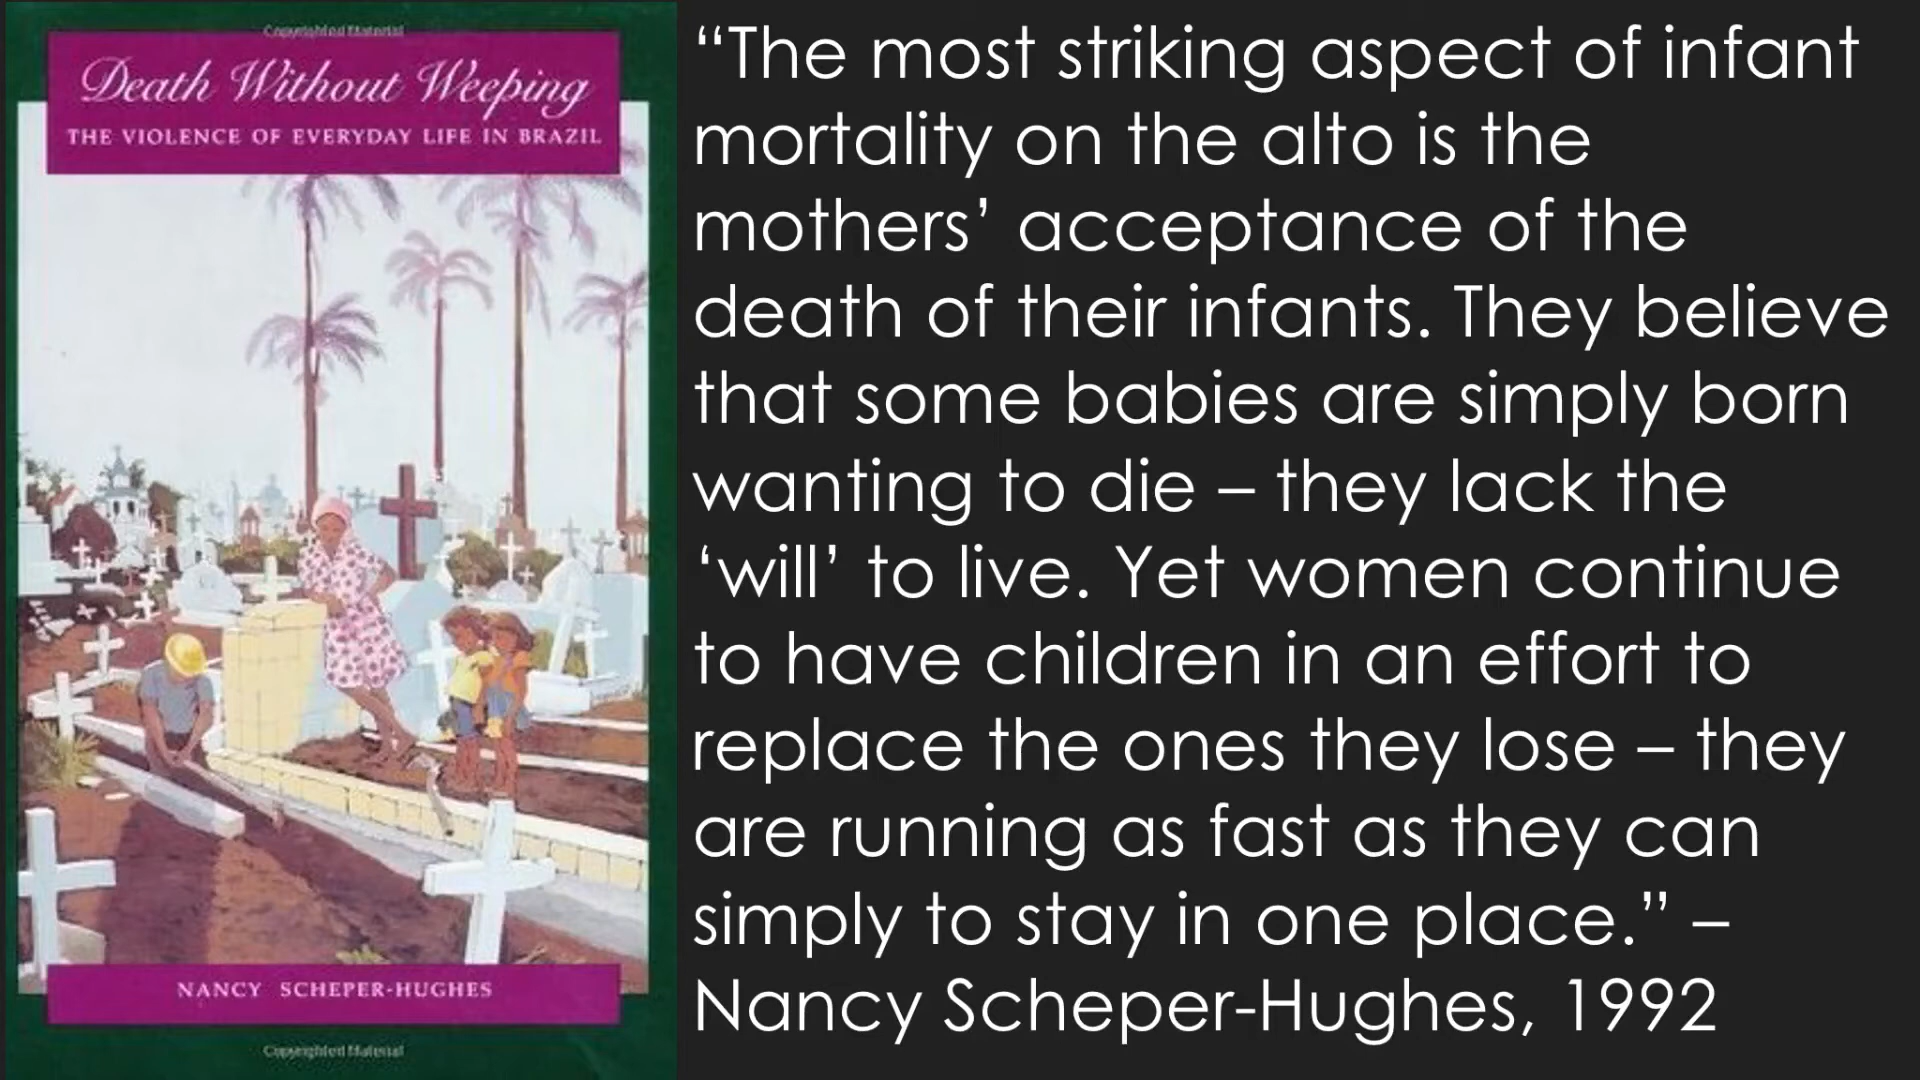 Copyrighted Material
Death Without Weeping
THE VIOLENCE OF EVERYDAY LIFE IN BRAZIL
NANCY SCHEPER-HUGHES
Copyrighted Material
“The most striking aspect of infant
mortality on the alto is the
mothers’ acceptance of the
death of their infants. They believe
that some babies are simply born
wanting to die – they lack the
‘will’ to live. Yet women continue
to have children in an effort to
replace the ones they lose – they
are running as fast as they can
simply to stay in one place.” –
Nancy Scheper-Hughes, 1992